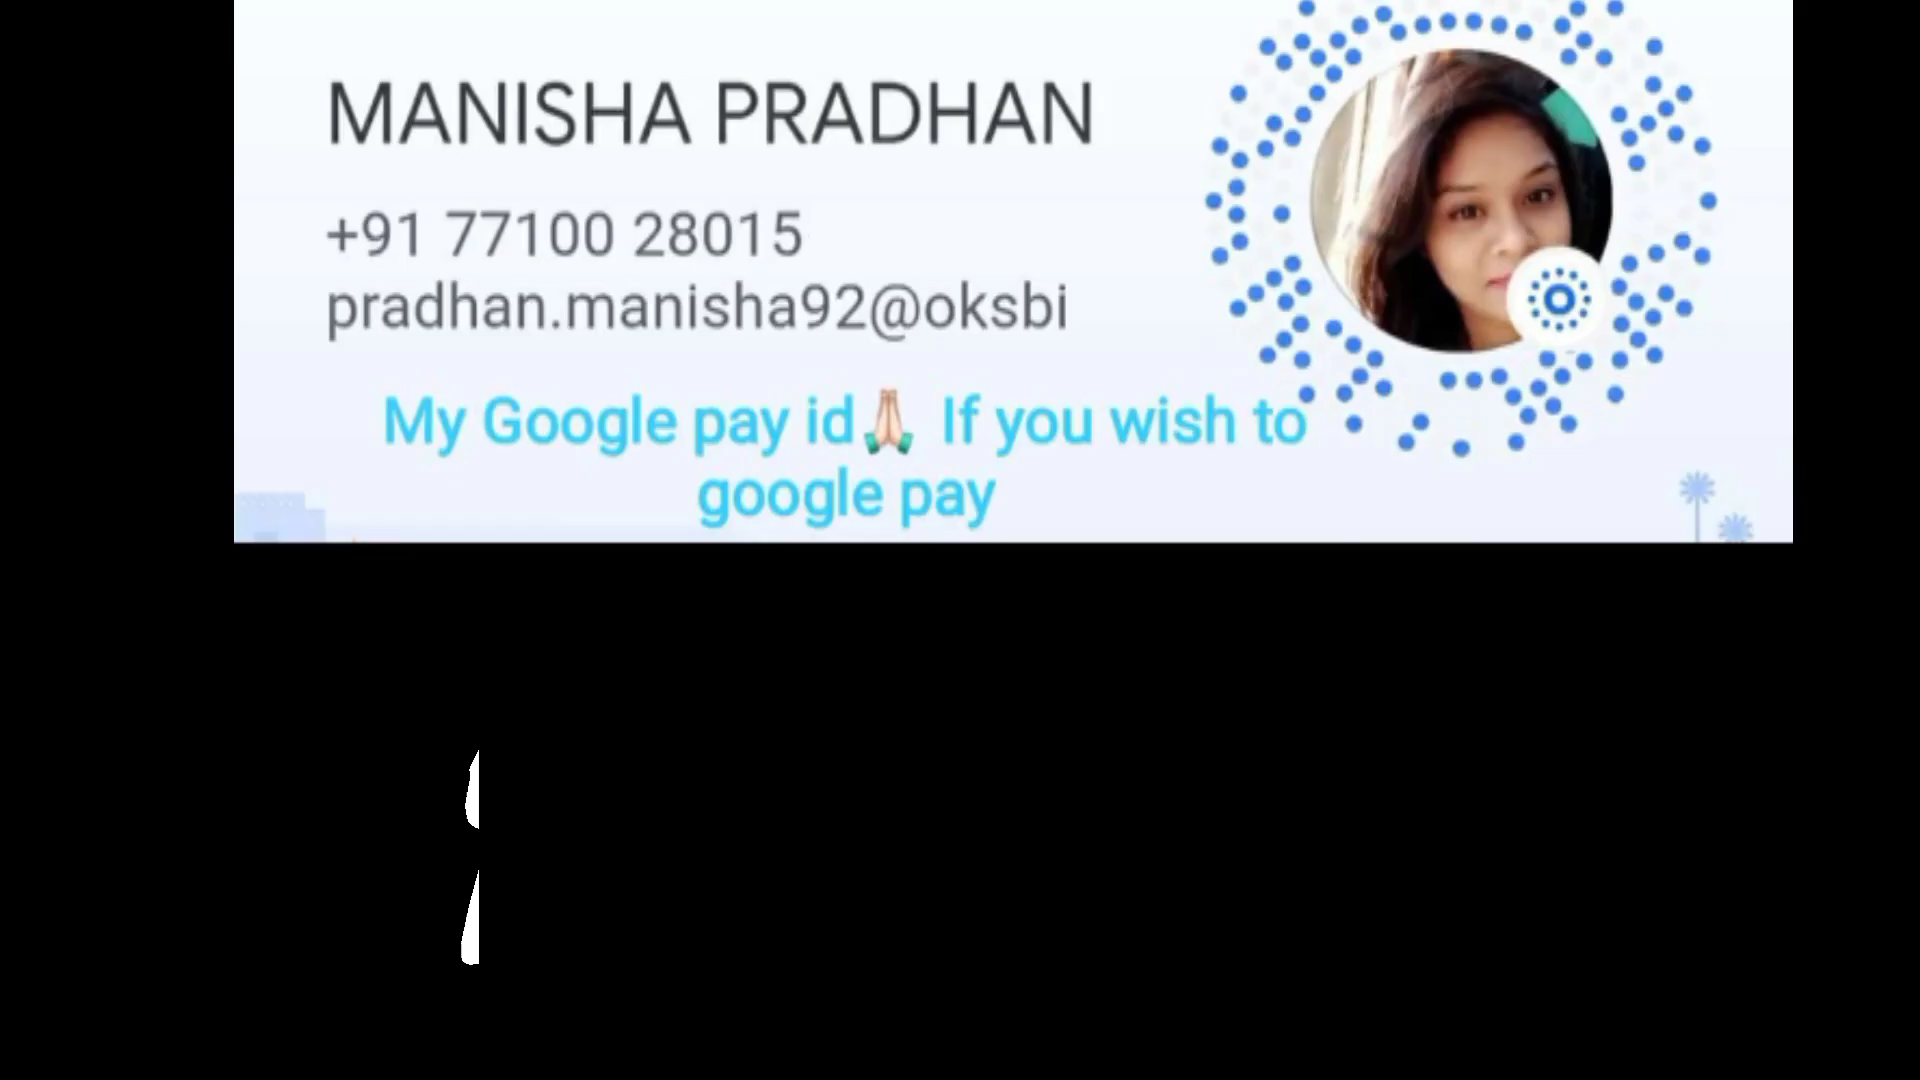 MANISHA PRADHAN
+91 77100 28015
pradhan.manisha92@oksbi
My Google pay id🙏🏻 If you wish to
google pay